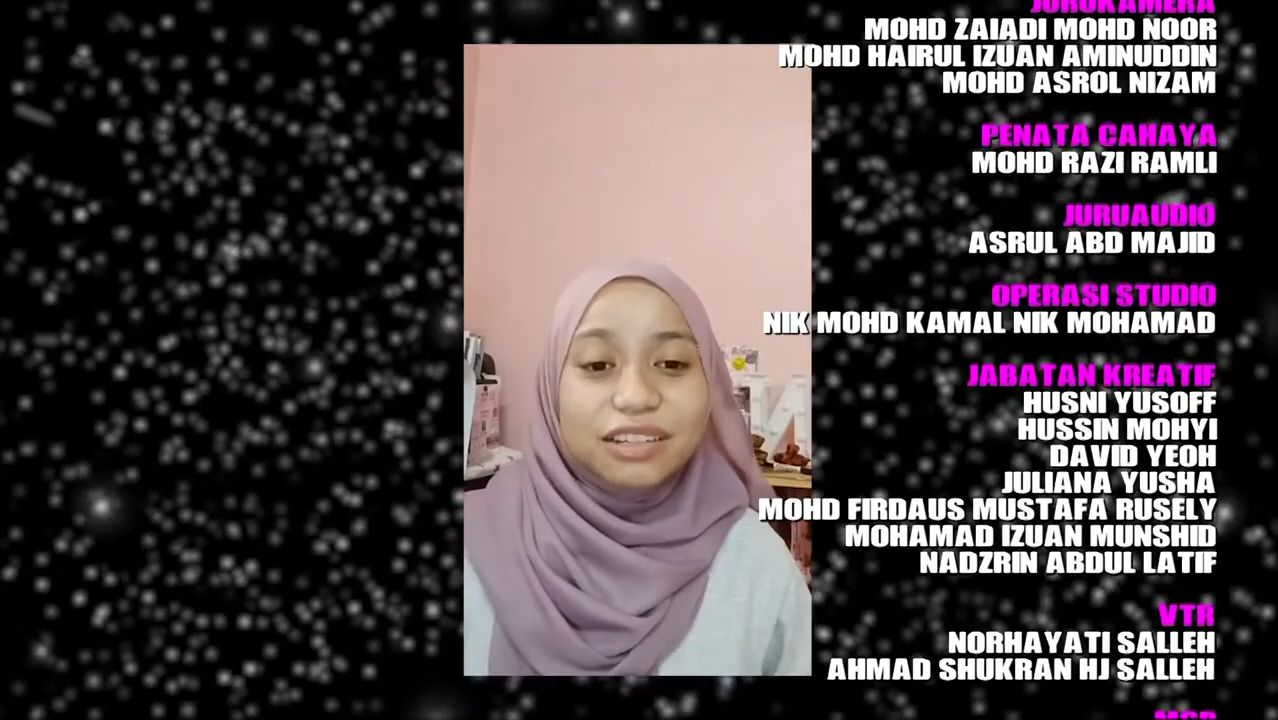 JURUKAMERA
MOHD ZAIADI MOHD NOOR
MOHD HAIRUL IZUAN AMINUDDIN
MOHD ASROL NIZAM
PENATA CAHAYA
MOHD RAZI RAMLI
JURUAUDIO
ASRUL ABD MAJID
OPERASI STUDIO
NIK MOHD KAMAL NIK MOHAMAD
JABATAN KREATIF
HUSNI YUSOFF
HUSSIN MOHYI
DAVID YEOH
JULIANA YUSHA
MOHD FIRDAUS MUSTAFA RUSELY
MOHAMAD IZUAN MUNSHID
NADZRIN ABDUL LATIF
VTR
NORHAYATI SALLEH
AHMAD SHUKRAN HJ SALLEH